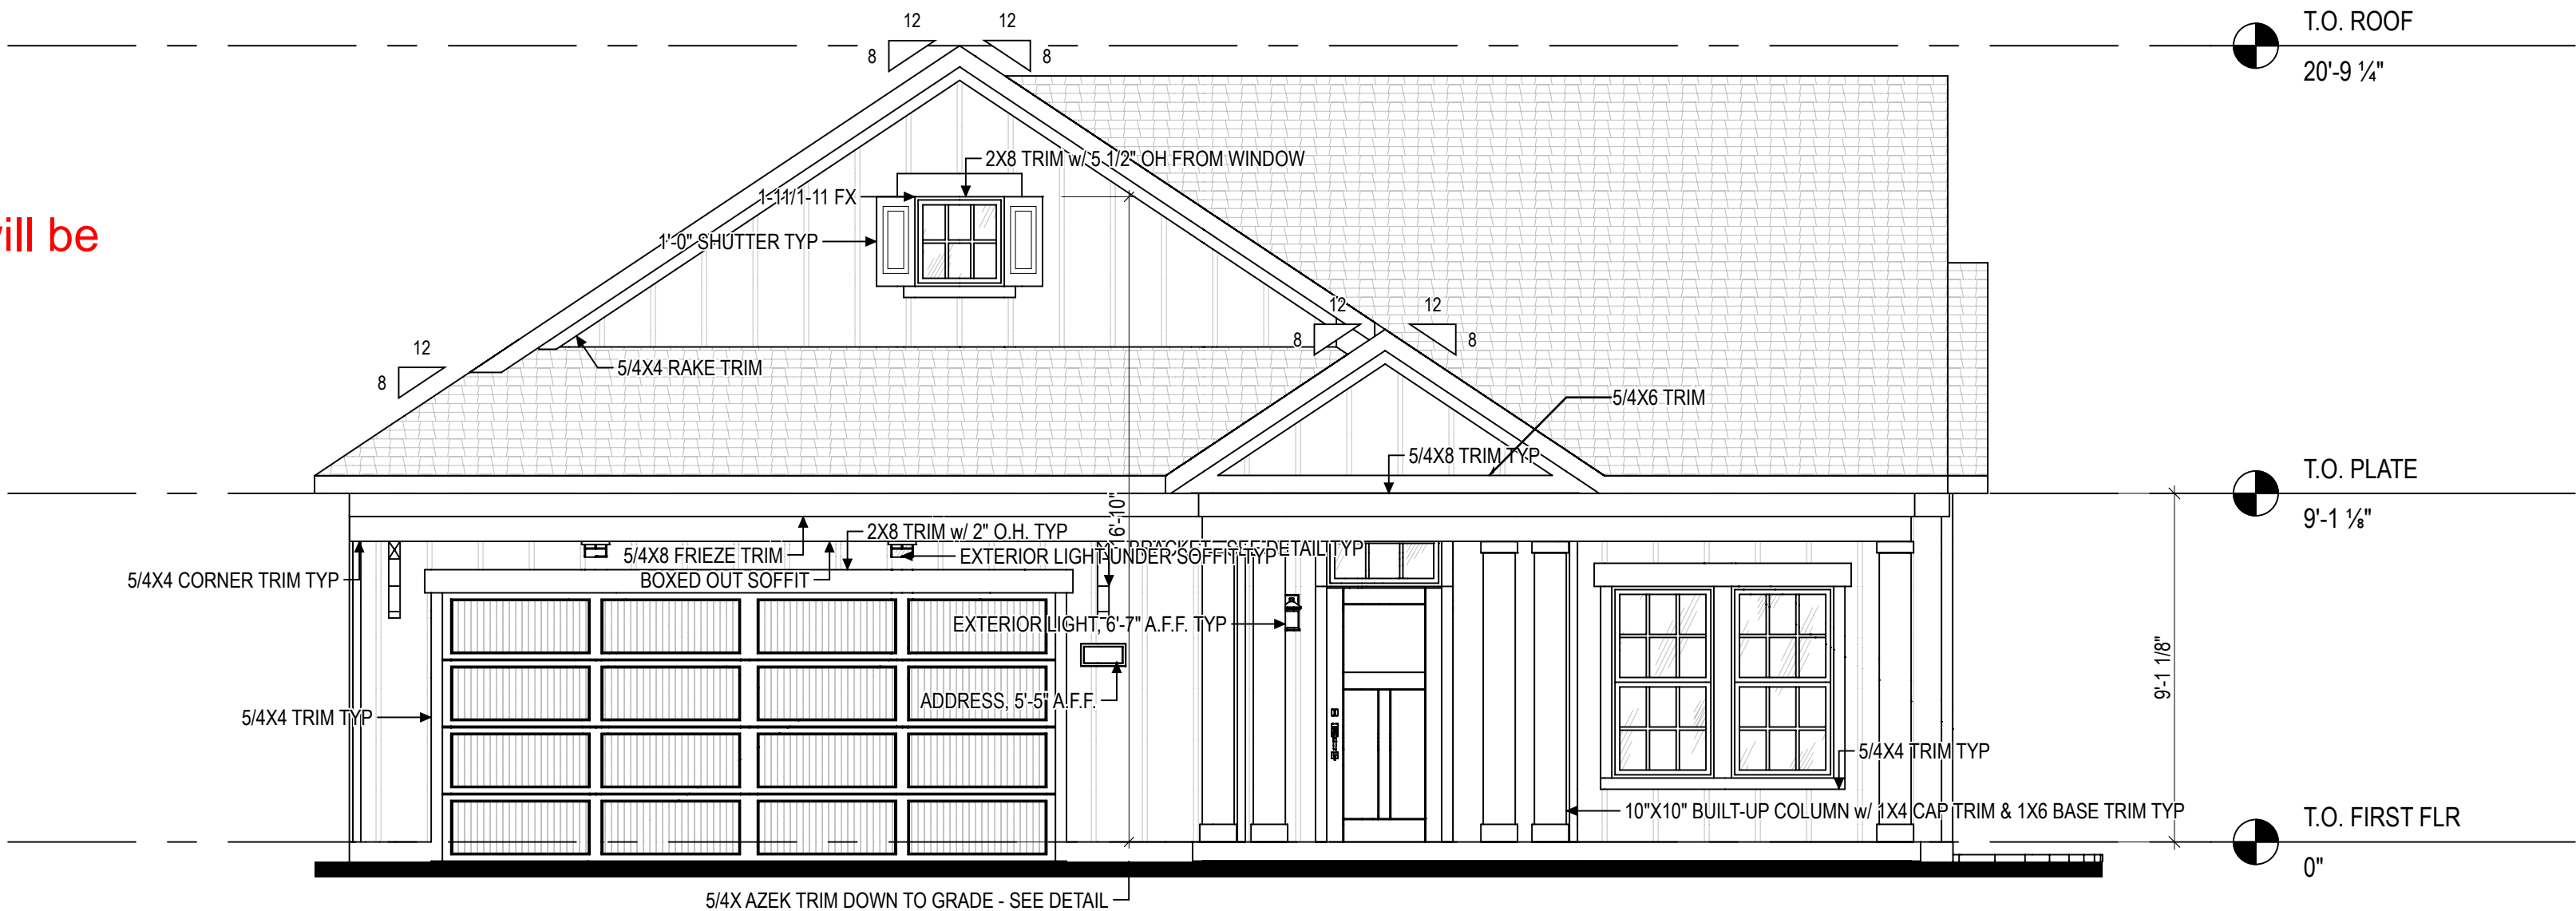 12
12
T.O. ROOF
8
8
20'-9 ¼"
2X8 TRIM w/ 5 1/2" OH FROM WINDOW
1-11/1-11 FX
will be
1'-0" SHUTTER TYP
12
12
8
8
12
8
5/4X4 RAKE TRIM
5/4X6 TRIM
5/4X8 TRIM TYP
T.O. PLATE
9'-1 ⅛"
6'-10"
2X8 TRIM w/ 2" O.H. TYP
BRACKET - SEE DETAIL TYP
5/4X8 FRIEZE TRIM
EXTERIOR LIGHT UNDER SOFFIT TYP
5/4X4 CORNER TRIM TYP
BOXED OUT SOFFIT
EXTERIOR LIGHT, 6'-7" A.F.F. TYP
9'-1 1/8"
ADDRESS, 5'-5" A.F.F.
5/4X4 TRIM TYP
5/4X4 TRIM TYP
10"X10" BUILT-UP COLUMN w/ 1X4 CAP TRIM & 1X6 BASE TRIM TYP
T.O. FIRST FLR
0"
5/4X AZEK TRIM DOWN TO GRADE - SEE DETAIL